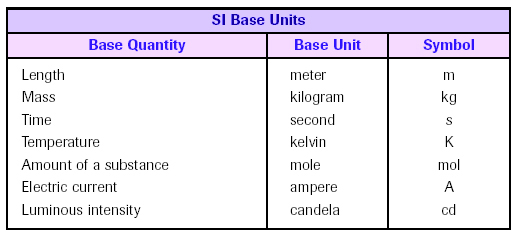 SI Base Units
Base Quantity Base Unit Symbol
Length meter m
Mass kilogram kg
Time second s
Temperature kelvin K
Amount of a substance mole mol
Electric current ampere A
Luminous intensity candela cd